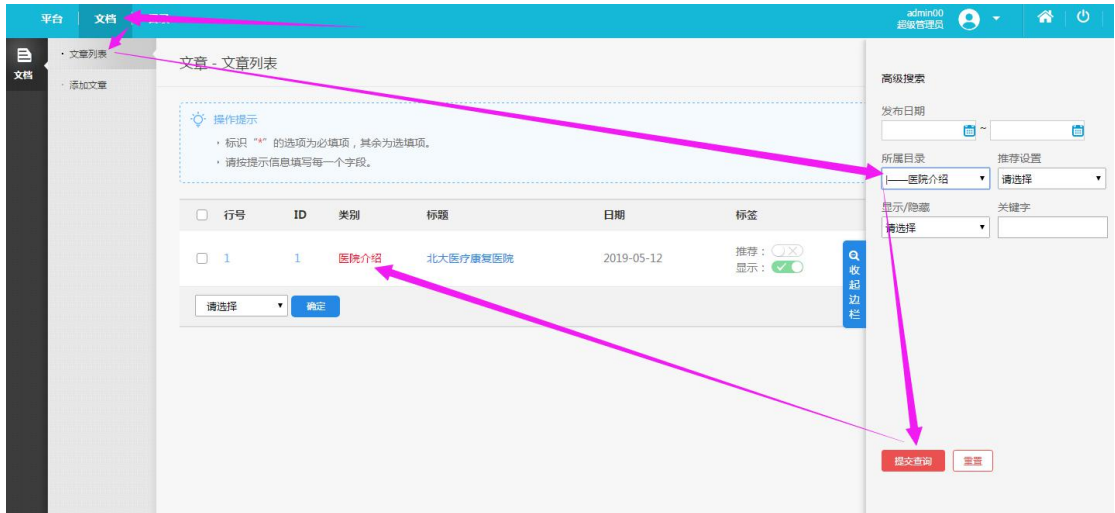 平台
文档
admin00
超级管理员
文档
· 文章列表
· 添加文章
文章 - 文章列表
操作提示
· 标识 “*” 的选项为必填项，其余为选填项。
· 请按提示信息填写每一个字段。
行号 ID 类别 标题 日期 标签
1 1 医院介绍 北大医疗康复医院 2019-05-12 推荐：
显示：
请选择 确定
收起边栏
高级搜索
发布日期
~
所属目录 推荐设置
|——医院介绍 请选择
显示/隐藏 关键字
请选择
提交查询 重置